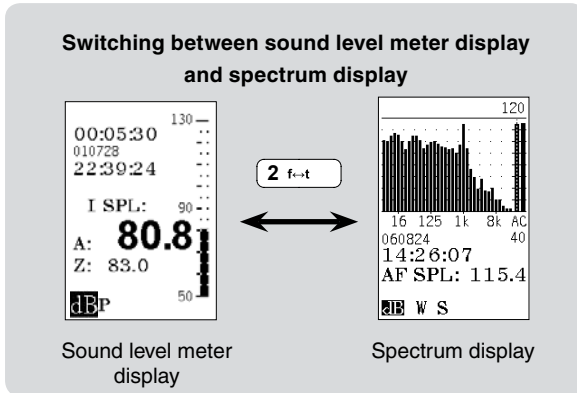 Switching between sound level meter display
and spectrum display
130
00:05:30
010728
22:39:24
I SPL:
90
A: 80.8
Z: 83.0
50
dB P
2 f↔t
120
16 125 1k 8k AC
060824 40
14:26:07
AF SPL: 115.4
dB W S
Sound level meter
display
Spectrum display